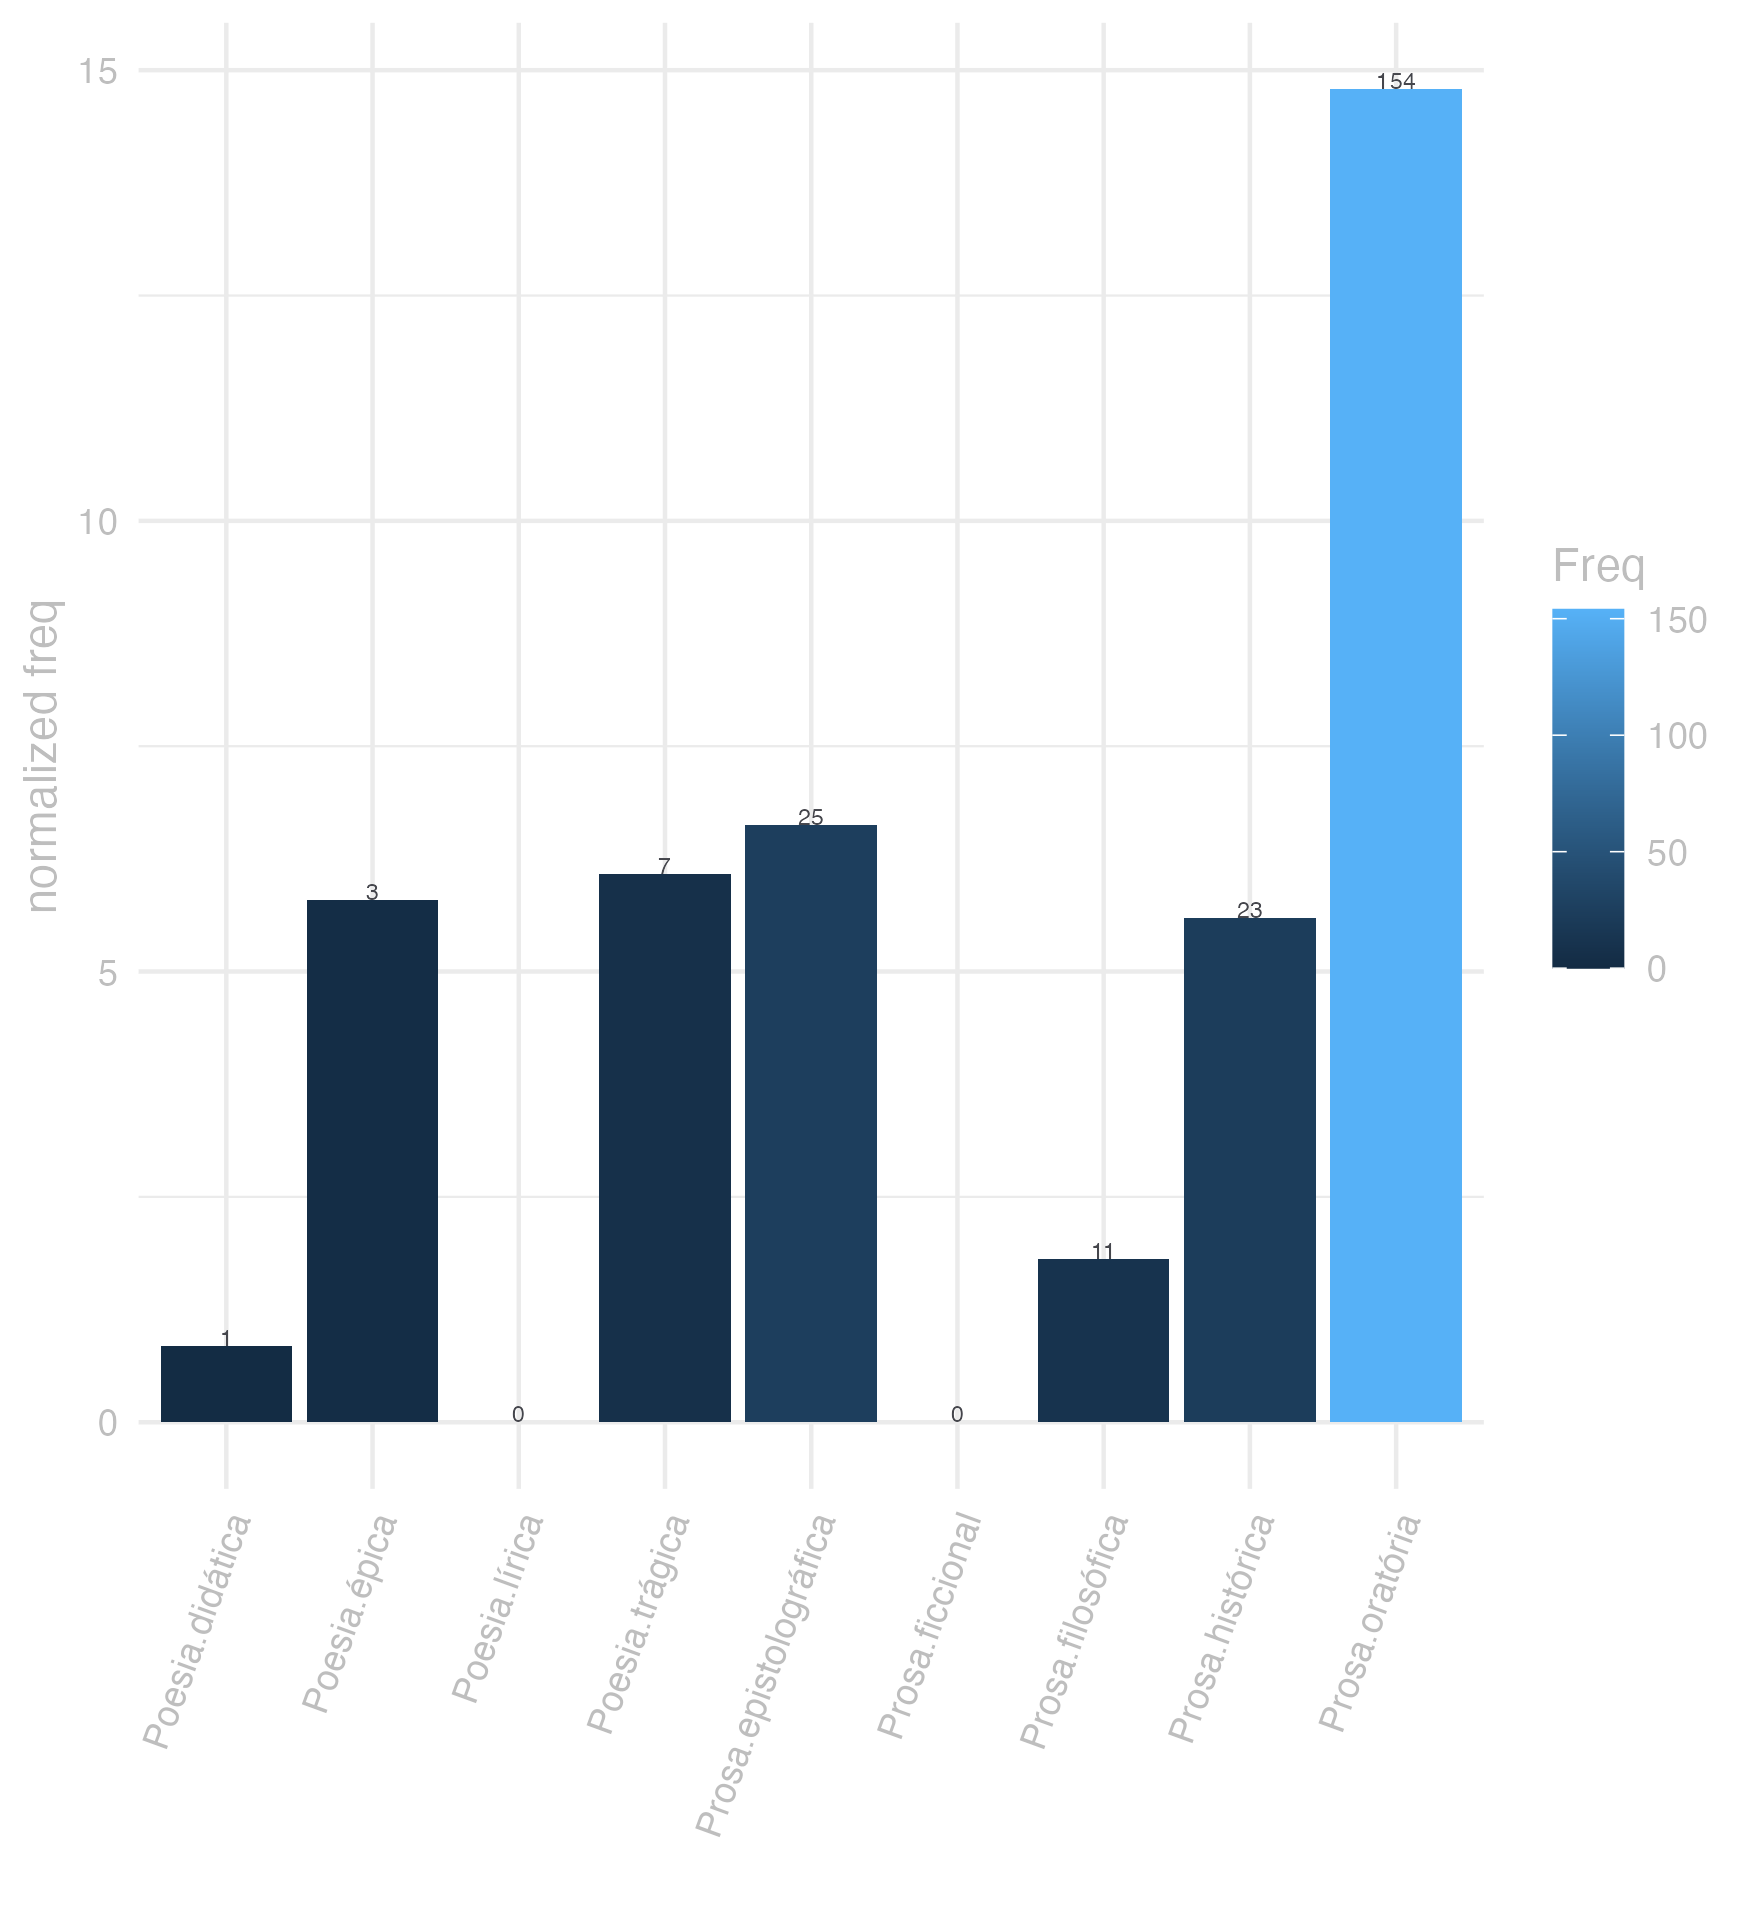 15
10
5
0
normalized freq
154
25
7
3
23
11
1
0
0
Poesia.didática
Poesia.épica
Poesia.lírica
Poesia.trágica
Prosa.epistolográfica
Prosa.ficcional
Prosa.filosófica
Prosa.histórica
Prosa.oratória
Freq
150
100
50
0